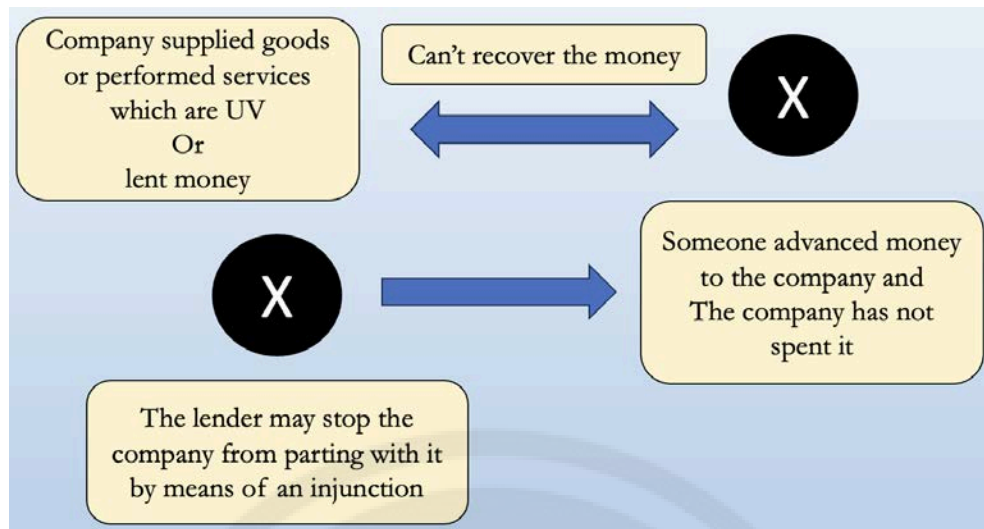 Company supplied goods
or performed services
which are UV
Or
lent money
Can't recover the money
X
X
Someone advanced money
to the company and
The company has not
spent it
The lender may stop the
company from parting with it
by means of an injunction